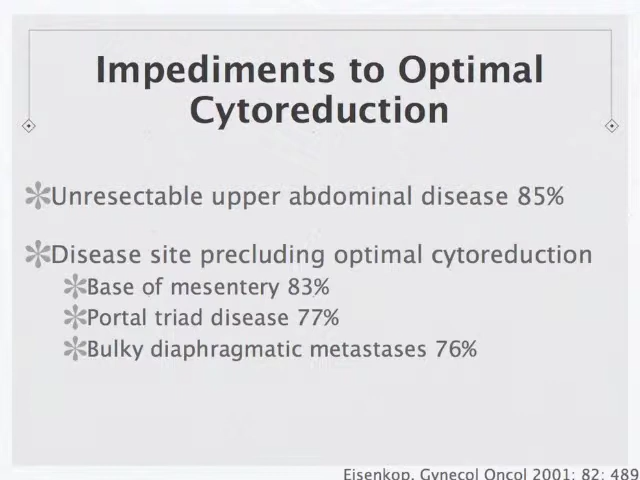 Impediments to Optimal
Cytoreduction
Unresectable upper abdominal disease 85%
Disease site precluding optimal cytoreduction
Base of mesentery 83%
Portal triad disease 77%
Bulky diaphragmatic metastases 76%
Eisenkop, Gynecol Oncol 2001; 82: 489